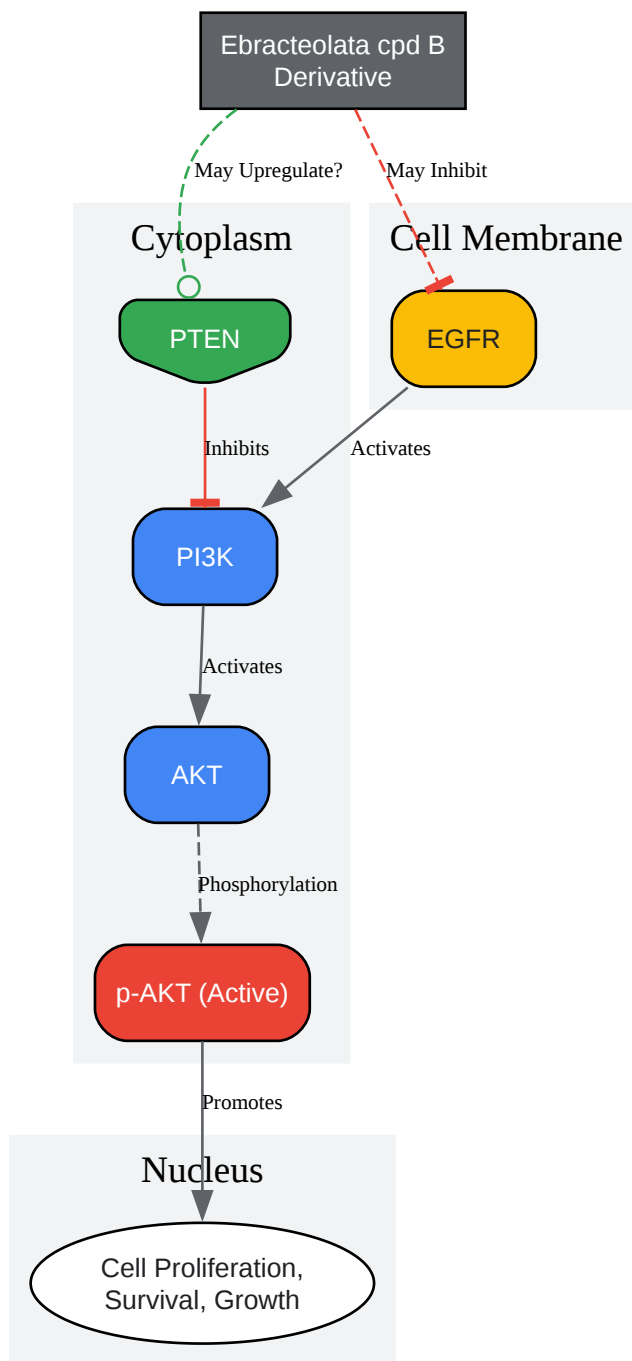 Ebracteolata cpd B
Derivative
May Upregulate?
May Inhibit
Cytoplasm
Cell Membrane
PTEN
EGFR
Inhibits
Activates
PI3K
Activates
AKT
Phosphorylation
p-AKT (Active)
Promotes
Nucleus
Cell Proliferation,
Survival, Growth